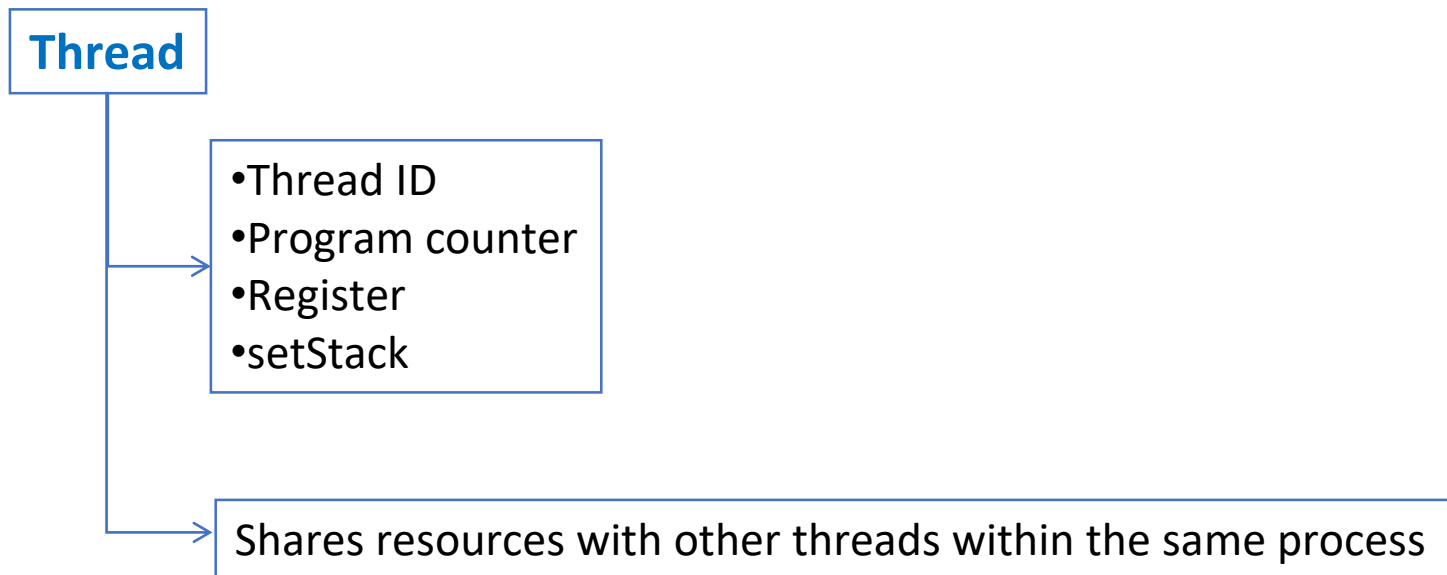 Thread
•Thread ID
•Program counter
•Register
•setStack
Shares resources with other threads within the same process